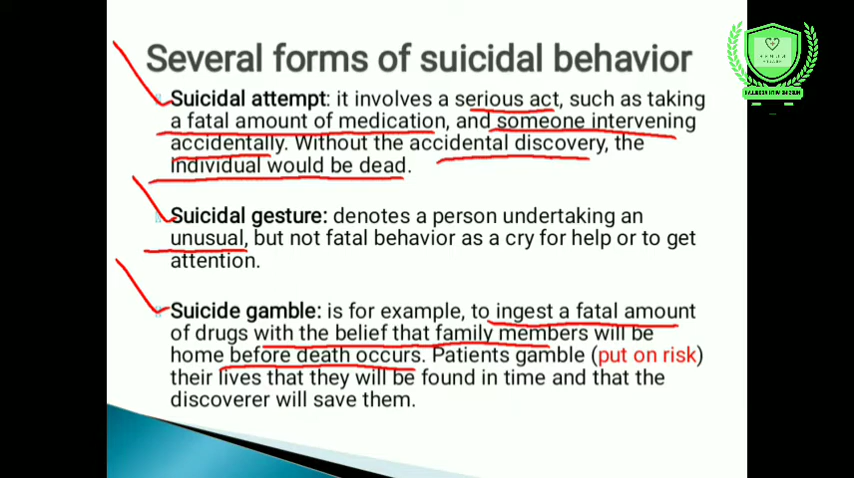 Several forms of suicidal behavior
Suicidal attempt: it involves a serious act, such as taking
a fatal amount of medication, and someone intervening
accidentally. Without the accidental discovery, the
individual would be dead.
Suicidal gesture: denotes a person undertaking an
unusual, but not fatal behavior as a cry for help or to get
attention.
Suicide gamble: is for example, to ingest a fatal amount
of drugs with the belief that family members will be
home before death occurs. Patients gamble (put on risk)
their lives that they will be found in time and that the
discoverer will save them.